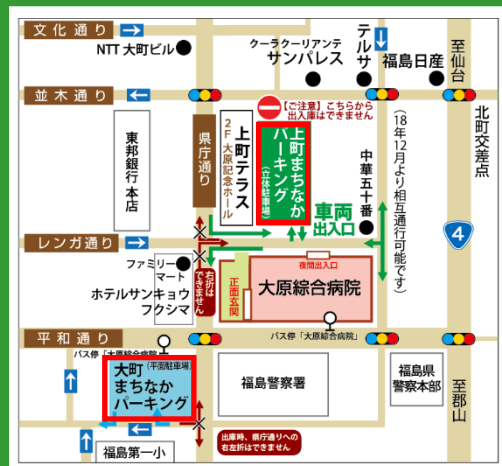 文化通り
NTT 大町ビル
クーラクーリアンテ
サンパレス
テルサ
福島日産
至仙台
並木通り
【ご注意】こちらから
出入庫はできません
北町交差点
東邦銀行 本店
県庁通り
上町テラス
2F 大原記念ホール
上町まちなか
パーキング
(立体駐車場)
中華五十番
(18年12月より相互通行可能です)
車両
出入口
レンガ通り
4
ファミリー
マート
右折は
できません
正面玄関
夜間出入口
大原綜合病院
ホテルサンキョウ
フクシマ
平和通り
バス停「大原綜合病院」
バス停「大原綜合病院」
大町(平面駐車場)
まちなか
パーキング
福島警察署
福島県
警察本部
至郡山
出庫時、県庁通りへの
右左折はできません
福島第一小